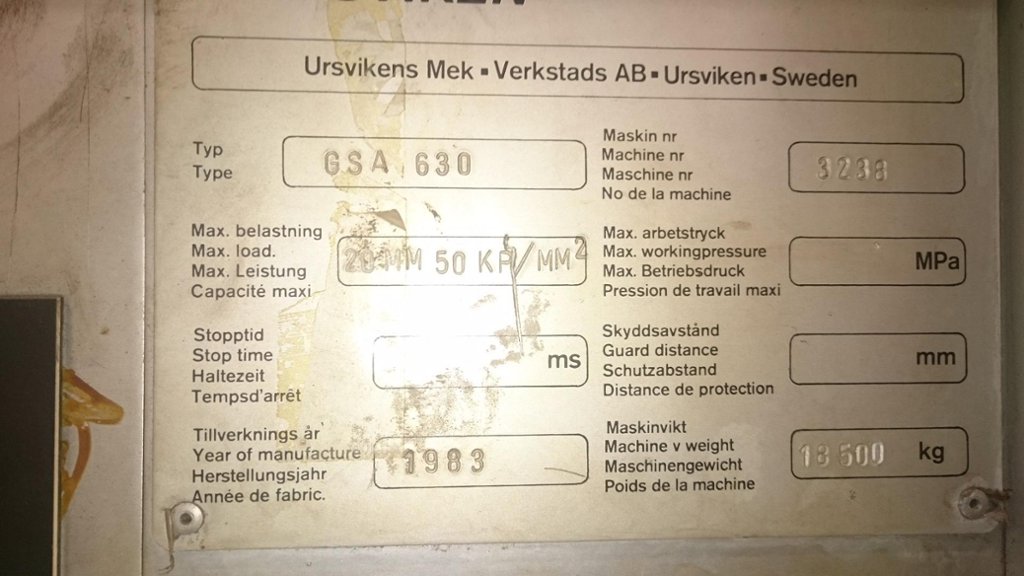 Ursvikens Mek ▪ Verkstads AB ▪ Ursviken ▪ Sweden
Typ
Type
GSA 630
Maskin nr
Machine nr
Maschine nr
No de la machine
3238
Max. belastning
Max. load.
Max. Leistung
Capacité maxi
20MM 50 KP/MM²
Max. arbetstryck
Max. workingpressure
Max. Betriebsdruck
Pression de travail maxi
MPa
Stopptid
Stop time
Haltezeit
Tempsd'arrêt
ms
Skyddsavstånd
Guard distance
Schutzabstand
Distance de protection
mm
Tillverknings år
Year of manufacture
Herstellungsjahr
Année de fabric.
1983
Maskinvikt
Machine v weight
Maschinengewicht
Poids de la machine
18500 kg